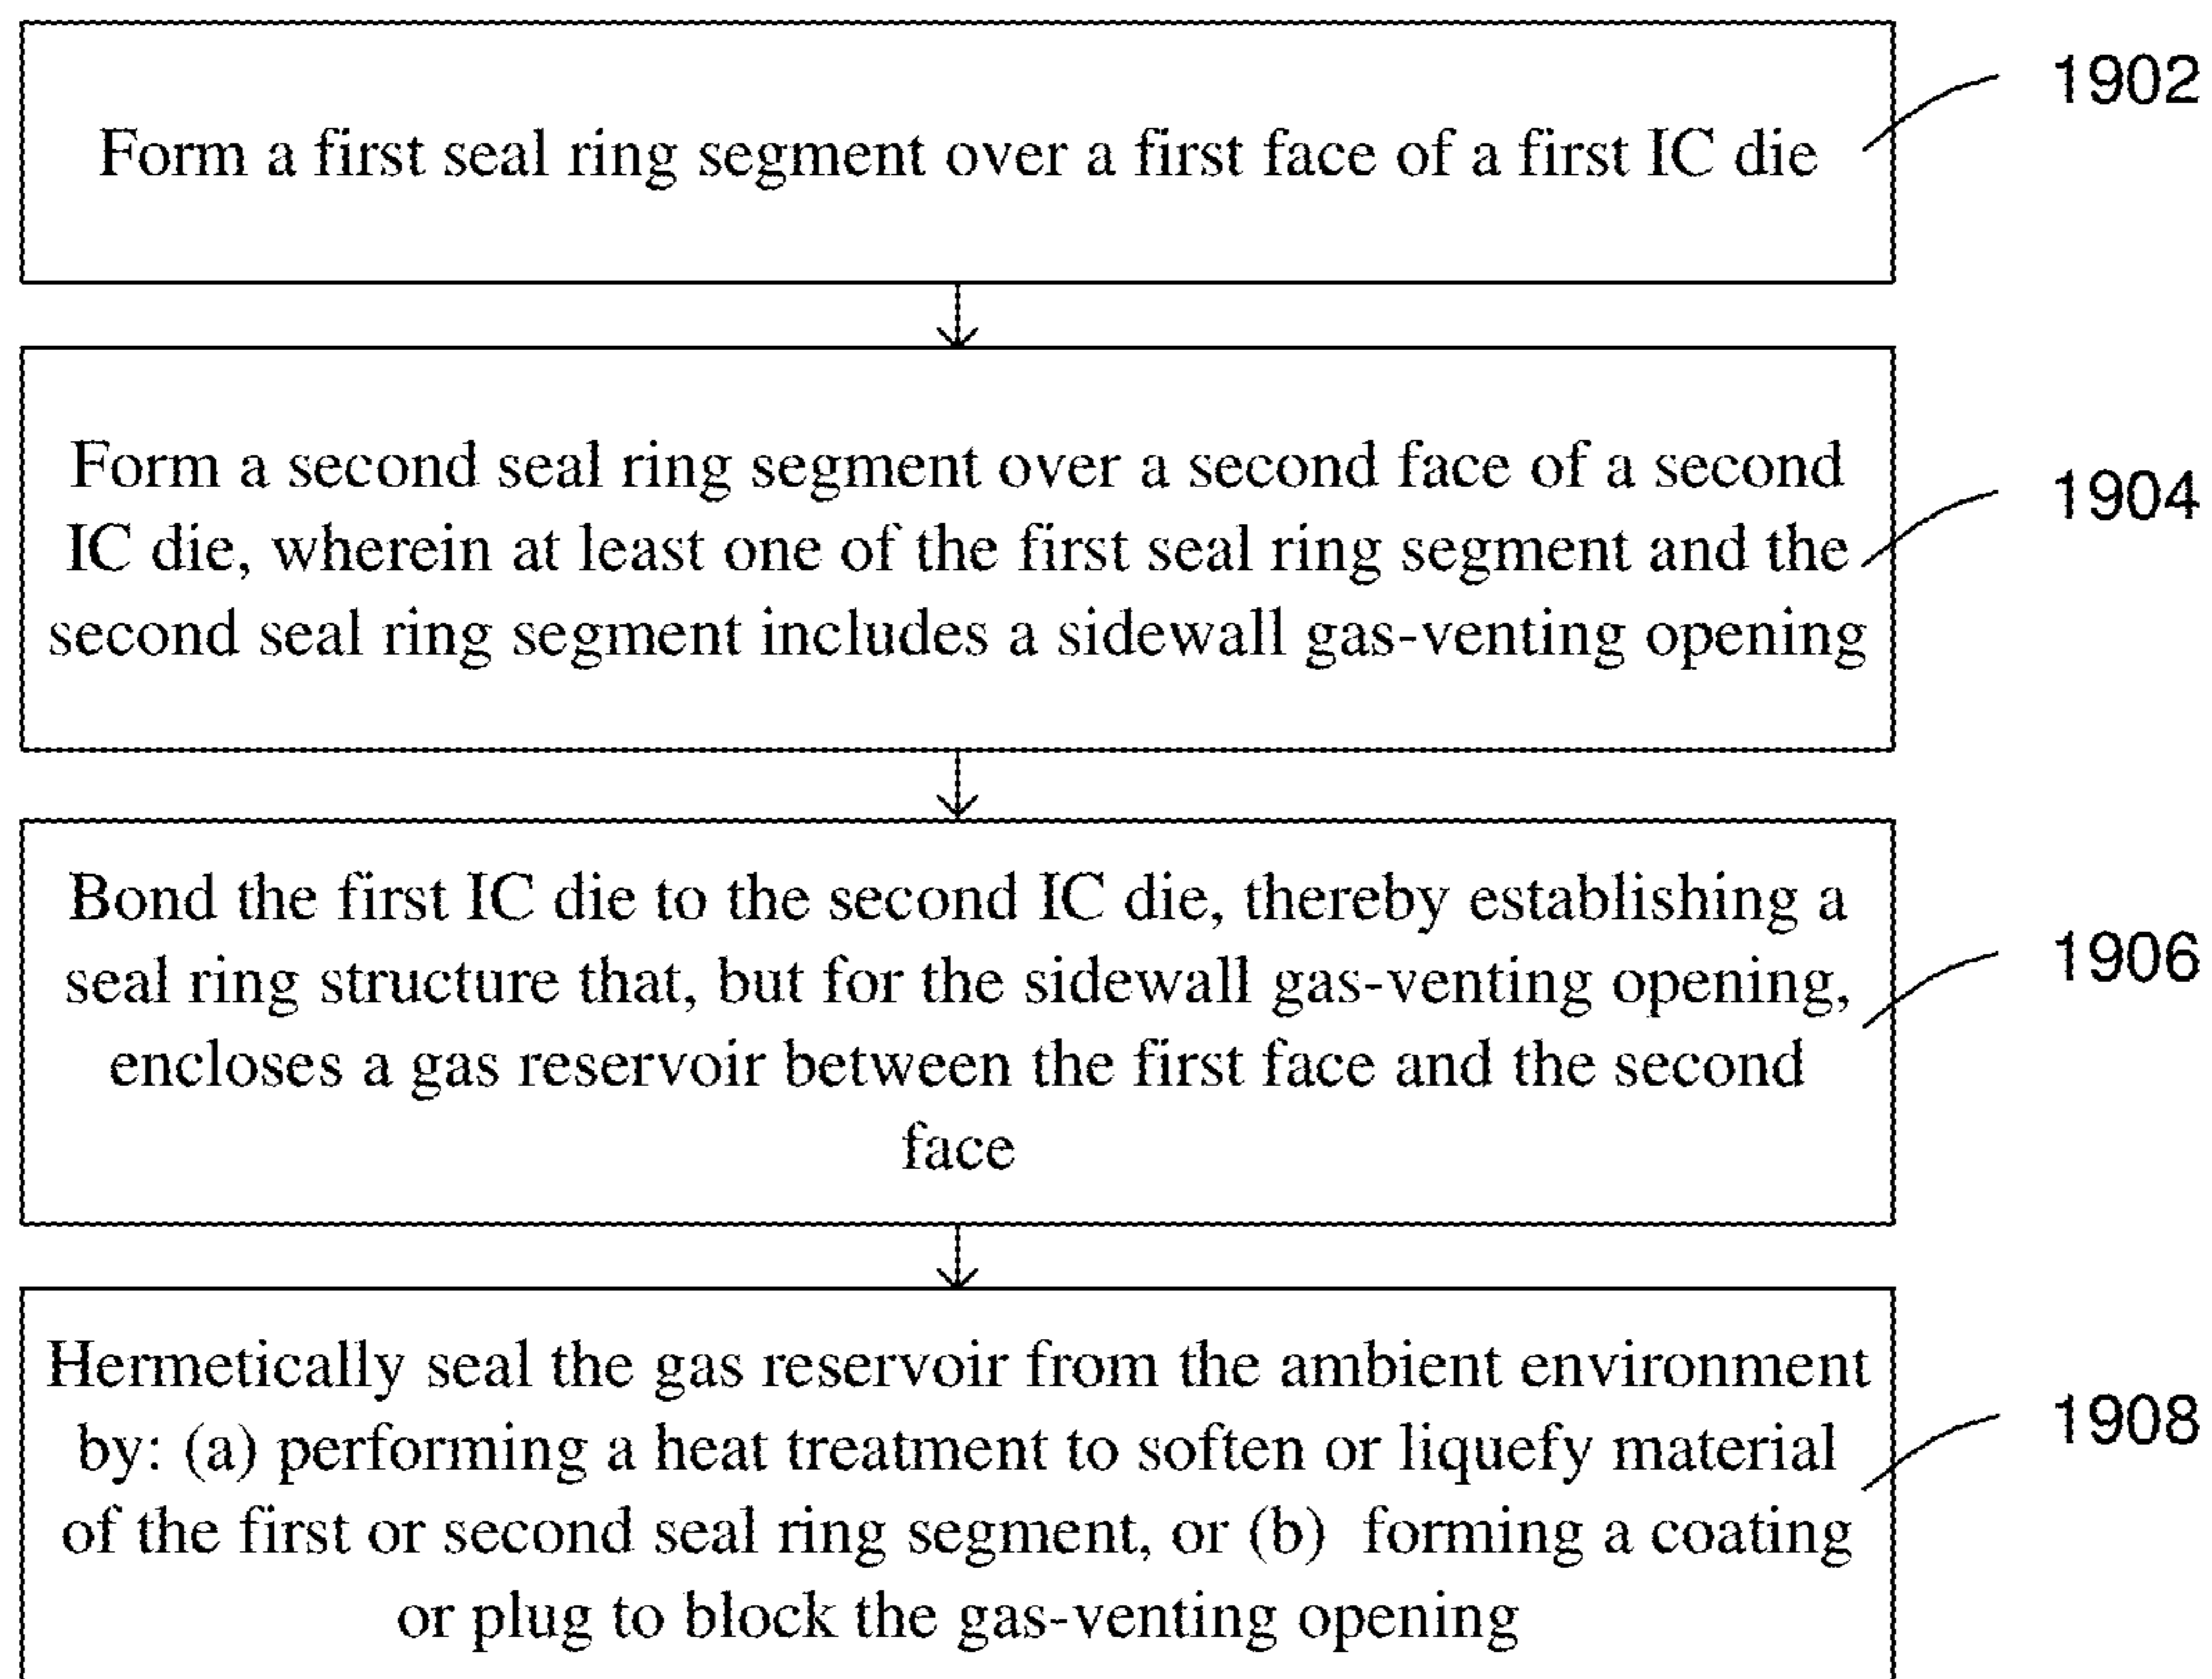 Form a first seal ring segment over a first face of a first IC die
1902
Form a second seal ring segment over a second face of a second
IC die, wherein at least one of the first seal ring segment and the
second seal ring segment includes a sidewall gas-venting opening
1904
Bond the first IC die to the second IC die, thereby establishing a
seal ring structure that, but for the sidewall gas-venting opening,
encloses a gas reservoir between the first face and the second
face
1906
Hermetically seal the gas reservoir from the ambient environment
by: (a) performing a heat treatment to soften or liquefy material
of the first or second seal ring segment, or (b) forming a coating
or plug to block the gas-venting opening
1908